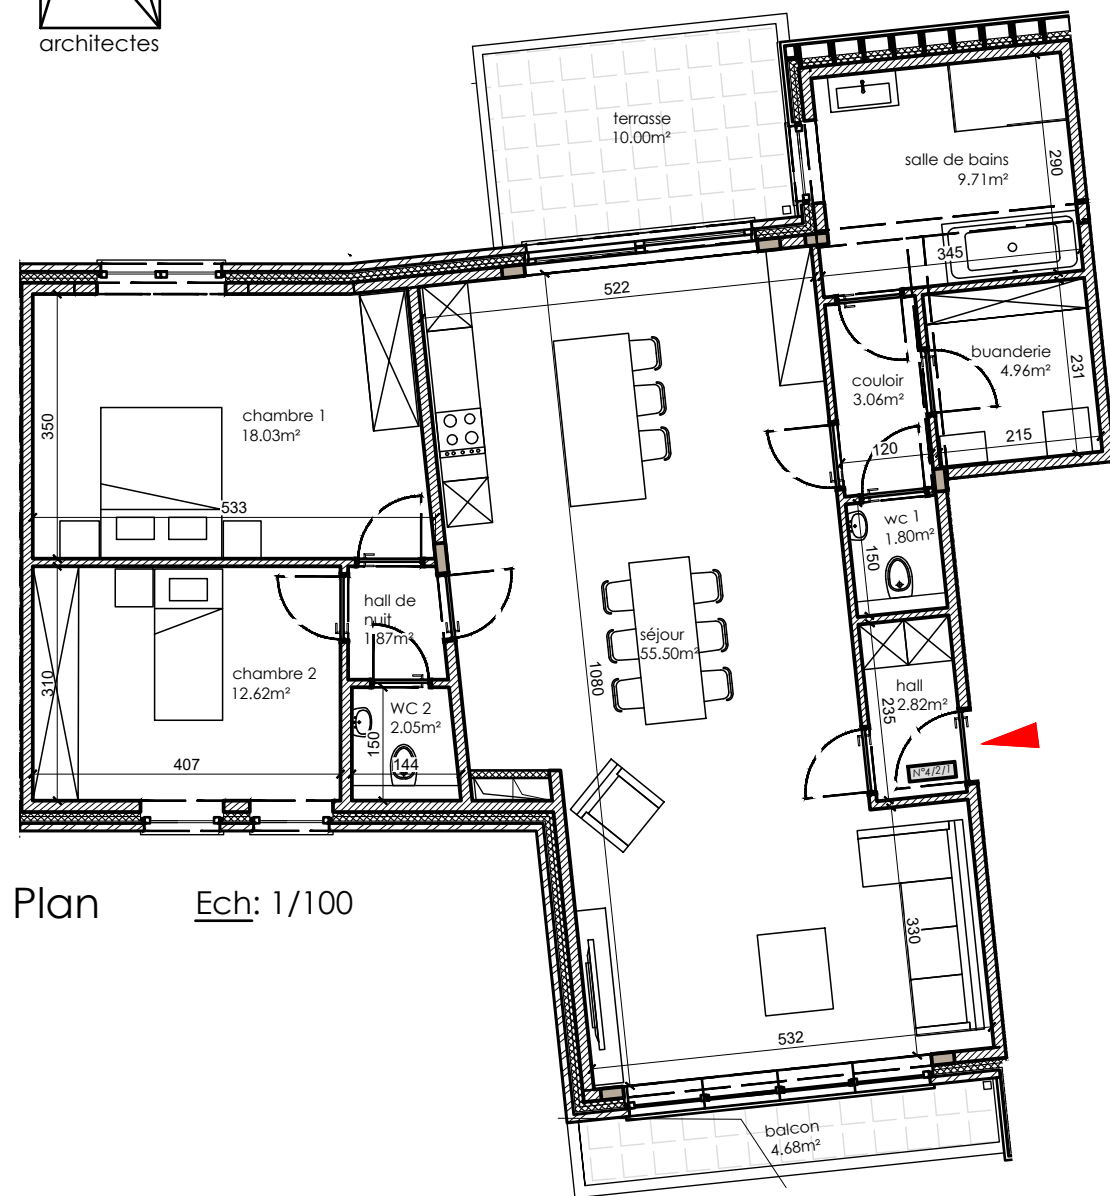 architectes
terrasse
10.00m²
salle de bains
9.71m²
290
345
522
buanderie
4.96m²
231
couloir
3.06m²
120
215
chambre 1
18.03m²
350
533
wc 1
1.80m²
150
hall de
nuit
1.87m²
séjour
55.50m²
1080
chambre 2
12.62m²
310
WC 2
2.05m²
150
144
407
hall
2.82m²
235
N°4/2/1
330
532
Plan
Ech: 1/100
balcon
4.68m²